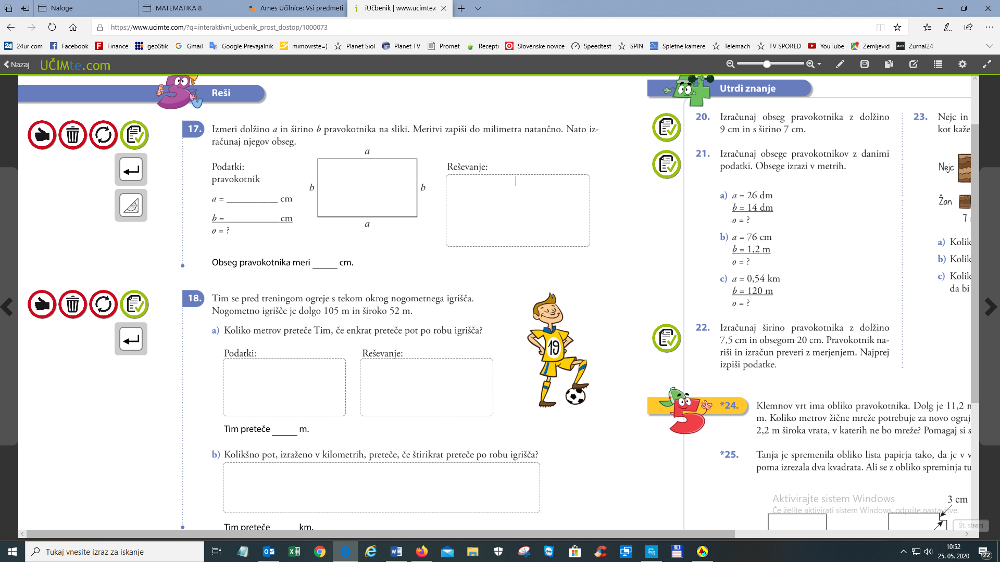 Naloge
MATEMATIKA 8
Arnes Učilnice: Vsi predmeti
iUčbenik | www.ucimte.c
https://www.ucimte.com/?q=interaktivni_ucbenik_prost_dostop/1000073
24ur com
Facebook
Finance
geoStik
Gmail
Google Prevajalnik
mimovrste=)
Planet Siol
Planet TV
Promet
Recepti
Slovenske novice
Speedtest
SPIN
Spletne kamere
Telemach
TV SPORED
YouTube
Zemljevid
Zurnal24
Nazaj
UČIMte.com
Reši
17.
Izmeri dolžino a in širino b pravokotnika na sliki. Meritvi zapiši do milimetra natančno. Nato iz-
računaj njegov obseg.
Podatki:
pravokotnik
a = ___________ cm
b = ___________ cm
o = ?
a
b
b
a
Reševanje:
Obseg pravokotnika meri _____ cm.
18.
Tim se pred treningom ogreje s tekom okrog nogometnega igrišča.
Nogometno igrišče je dolgo 105 m in široko 52 m.
a) Koliko metrov preteče Tim, če enkrat preteče pot po robu igrišča?
Podatki:
Reševanje:
19
Tim preteče _____ m.
b) Kolikšno pot, izraženo v kilometrih, preteče, če štirikrat preteče po robu igrišča?
Tim preteče _____ km.
Utrdi znanje
20.
Izračunaj obseg pravokotnika z dolžino
9 cm in s širino 7 cm.
21.
Izračunaj obsege pravokotnikov z danimi
podatki. Obsege izrazi v metrih.
a) a = 26 dm
b = 14 dm
o = ?
b) a = 76 cm
b = 1,2 m
o = ?
c) a = 0,54 km
b = 120 m
o = ?
22.
Izračunaj širino pravokotnika z dolžino
7,5 cm in obsegom 20 cm. Pravokotnik na-
riši in izračun preveri z merjenjem. Najprej
izpiši podatke.
23.
Nejc in
kot kaže
Nejc
Žan
7
a) Kolik
b) Kolik
c) Kolik
da bi
*24.
Klemnov vrt ima obliko pravokotnika. Dolg je 11,2 m
m. Koliko metrov žične mreže potrebuje za novo ograj
2,2 m široka vrata, v katerih ne bo mreže? Pomagaj si s
*25.
Tanja je spremenila obliko lista papirja tako, da je v v
poma izrezala dva kvadrata. Ali se z obliko spreminja tu
3 cm
Aktivirajte sistem Windows
Če želite aktivirati sistem Windows, odprite nastavitve.
Št. strani
Tukaj vnesite izraz za iskanje
10:52
25. 05. 2020
22